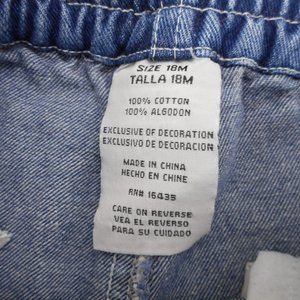 SIZE 18M
TALLA 18M
100% COTTON
100% ALGODON
EXCLUSIVE OF DECORATION
EXCLUSIVO DE DECORACION
MADE IN CHINA
HECHO EN CHINE
RN# 16435
CARE ON REVERSE
VEA EL REVERSO
PARA SU CUIDADO